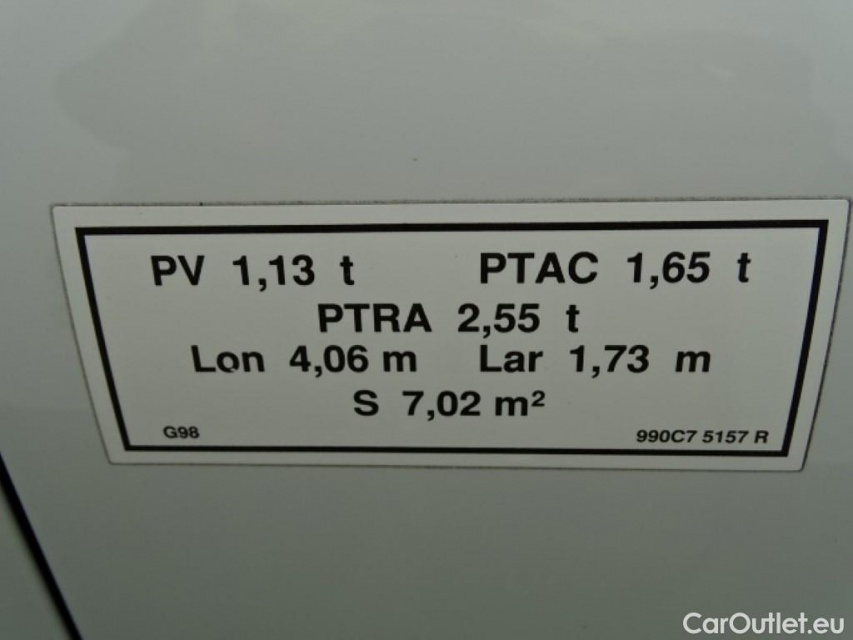 PV 1,13 t PTAC 1,65 t
PTRA 2,55 t
Lon 4,06 m Lar 1,73 m
S 7,02 m²
G98 990C7 5157 R
CarOutlet.eu